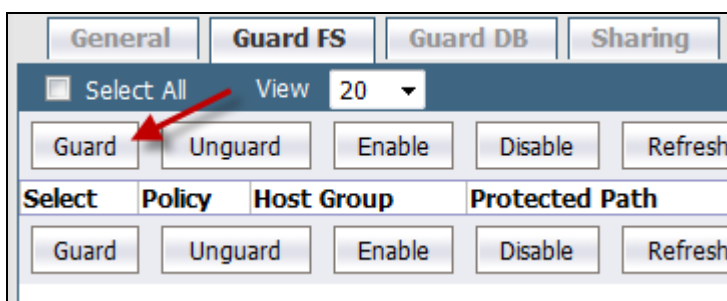 General Guard FS Guard DB Sharing
Select All View 20
Guard Unguard Enable Disable Refresh
Select Policy Host Group Protected Path
Guard Unguard Enable Disable Refresh